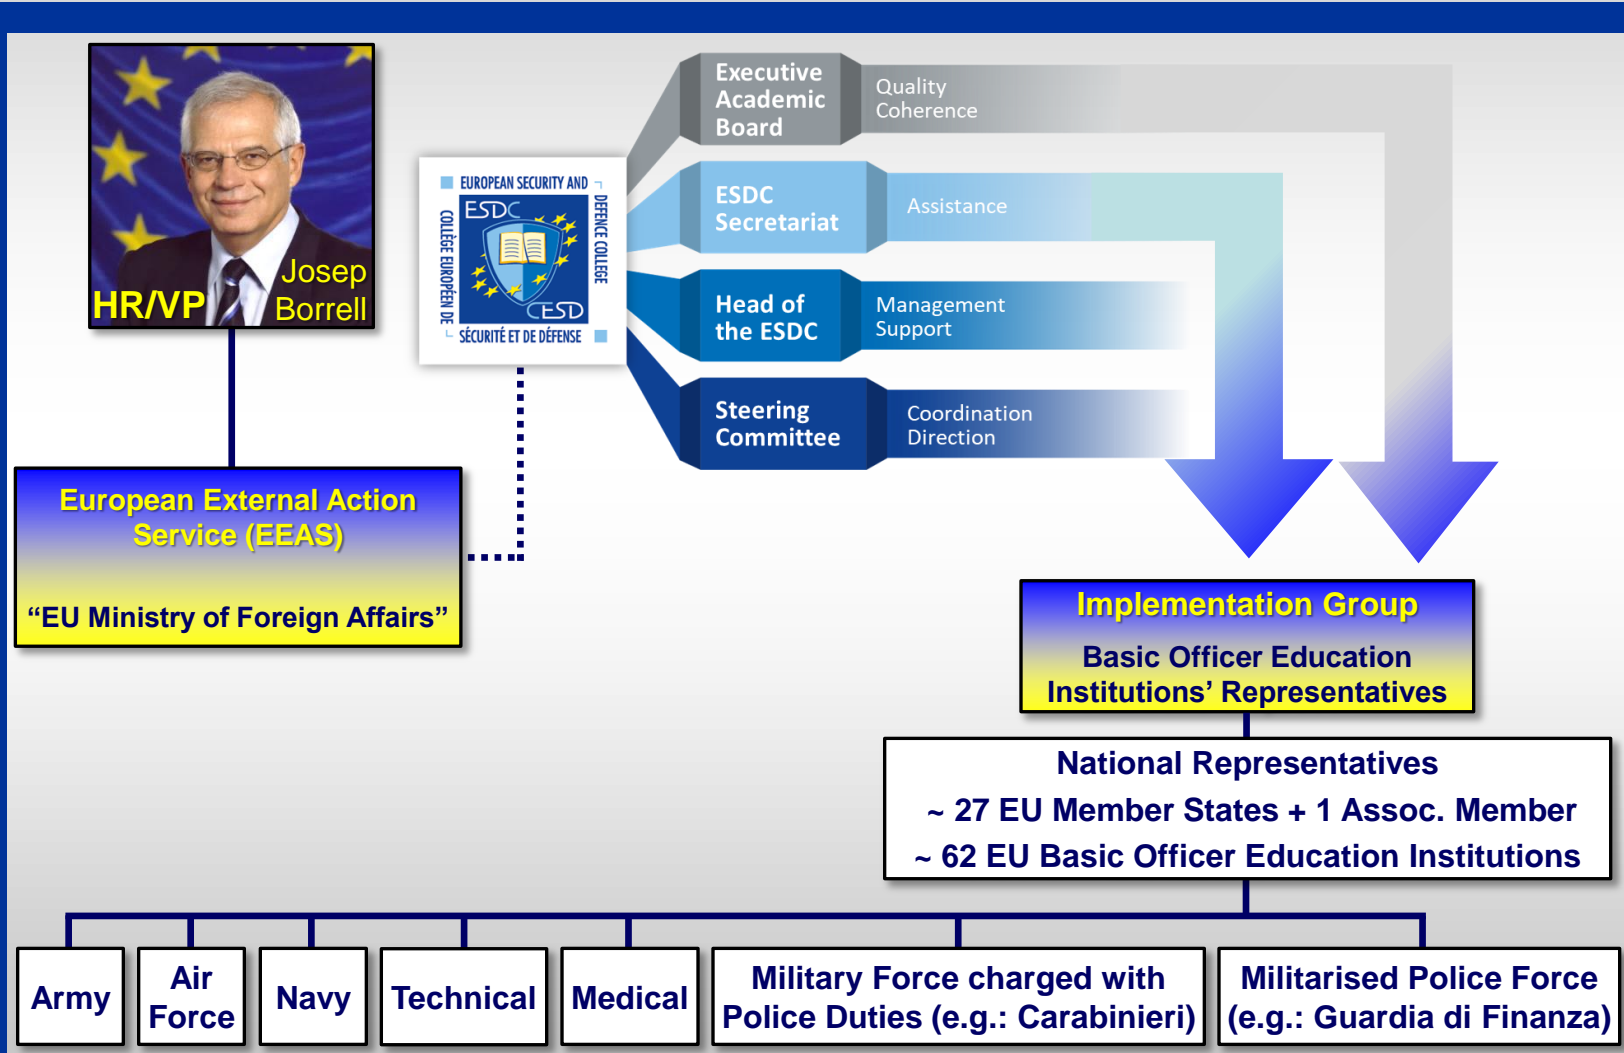 HR/VP
Josep
Borrell
European External Action
Service (EEAS)
“EU Ministry of Foreign Affairs”
EUROPEAN SECURITY AND
DEFENCE COLLEGE
COLLÈGE EUROPÉEN DE
SÉCURITÉ ET DE DÉFENSE
ESDC
CESD
Executive
Academic
Board
Quality
Coherence
ESDC
Secretariat
Assistance
Head of
the ESDC
Management
Support
Steering
Committee
Coordination
Direction
Implementation Group
Basic Officer Education
Institutions’ Representatives
National Representatives
~ 27 EU Member States + 1 Assoc. Member
~ 62 EU Basic Officer Education Institutions
Army
Air
Force
Navy
Technical
Medical
Military Force charged with
Police Duties (e.g.: Carabinieri)
Militarised Police Force
(e.g.: Guardia di Finanza)